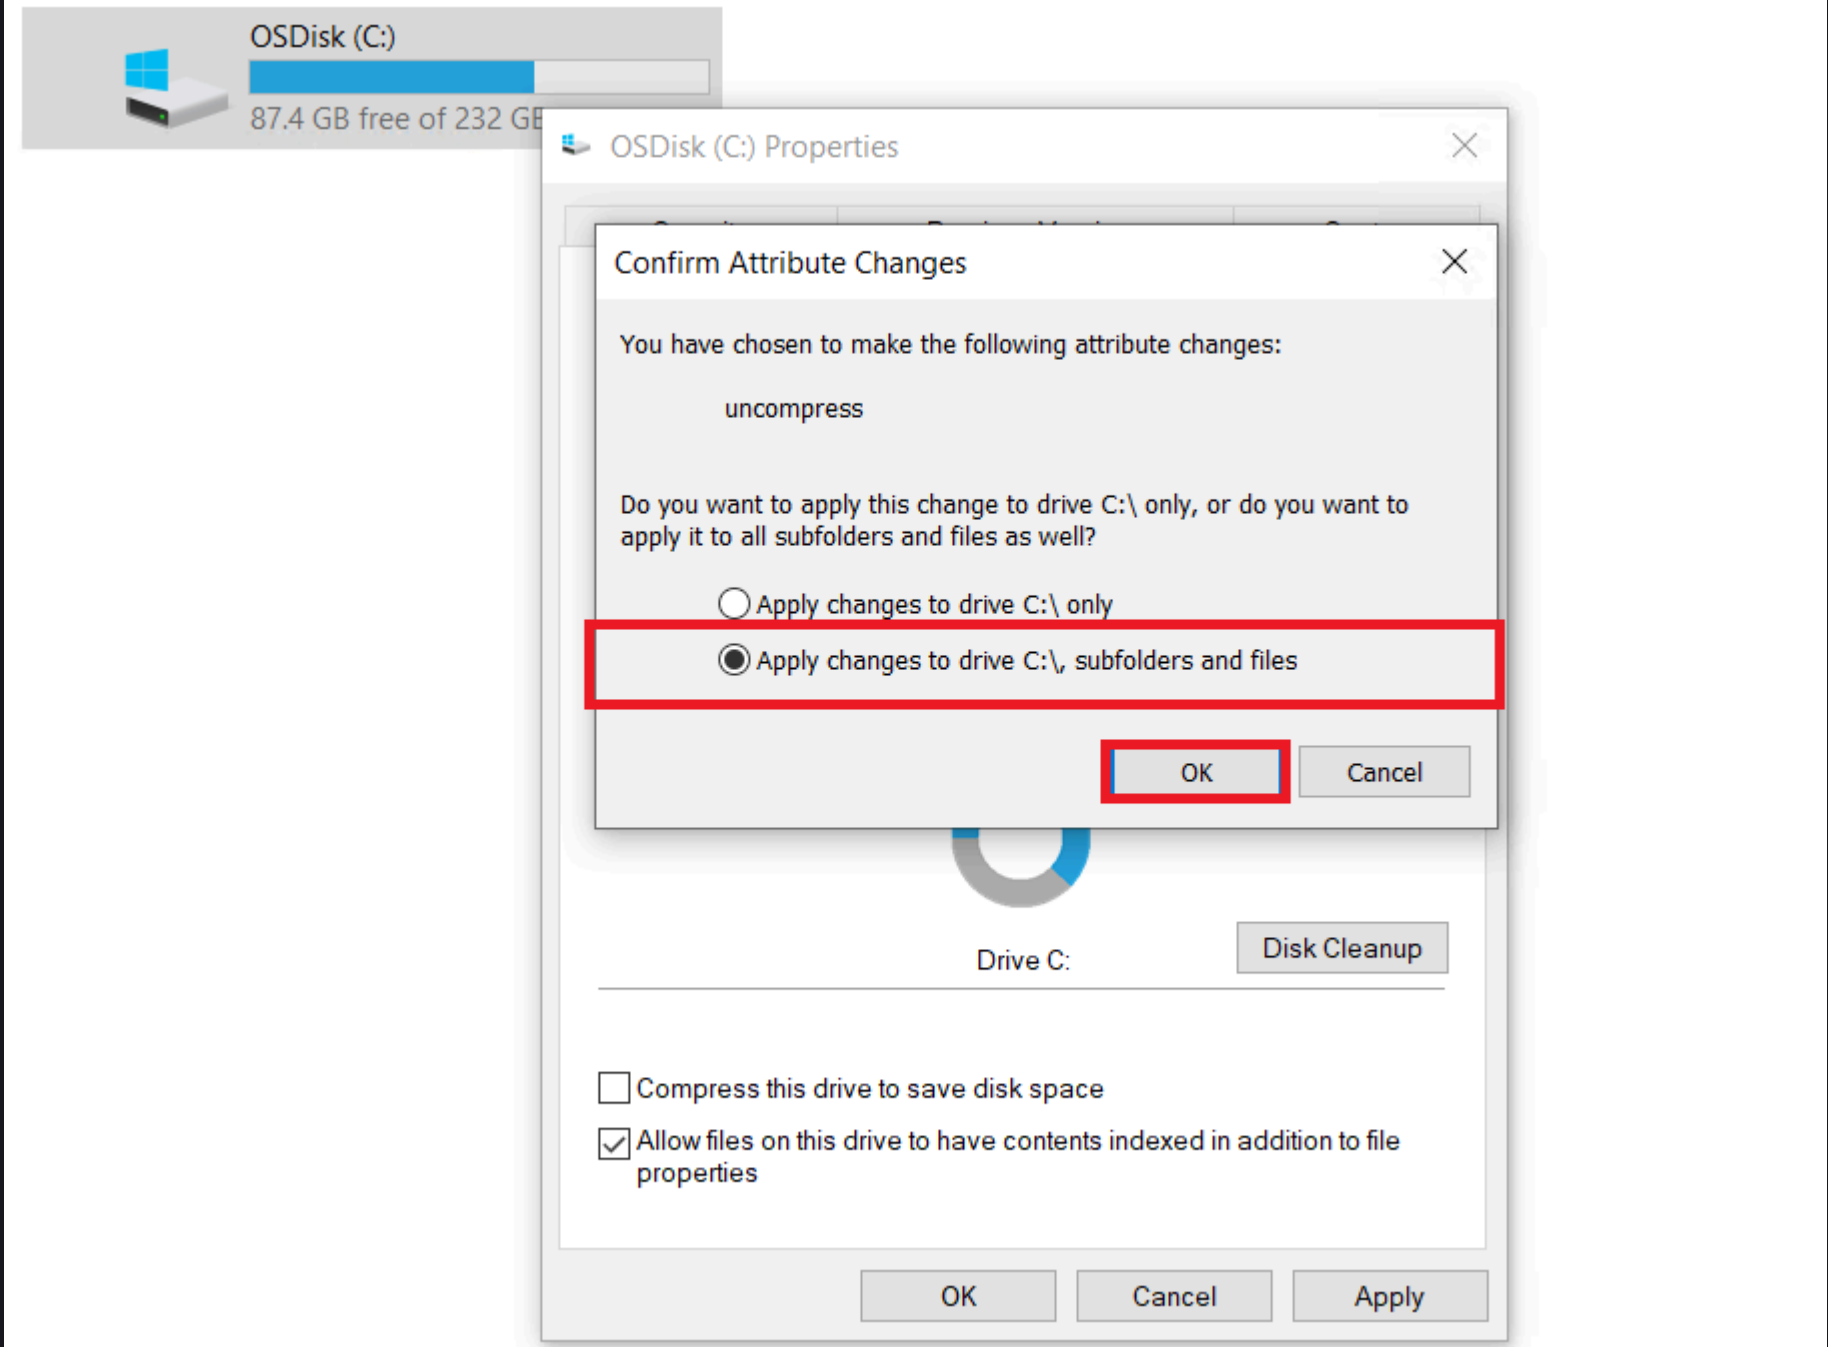 OSDisk (C:)
87.4 GB free of 232 GB
OSDisk (C:) Properties
Confirm Attribute Changes
You have chosen to make the following attribute changes:
uncompress
Do you want to apply this change to drive C:\ only, or do you want to
apply it to all subfolders and files as well?
Apply changes to drive C:\ only
Apply changes to drive C:\, subfolders and files
OK
Cancel
Drive C:
Disk Cleanup
Compress this drive to save disk space
Allow files on this drive to have contents indexed in addition to file
properties
OK
Cancel
Apply